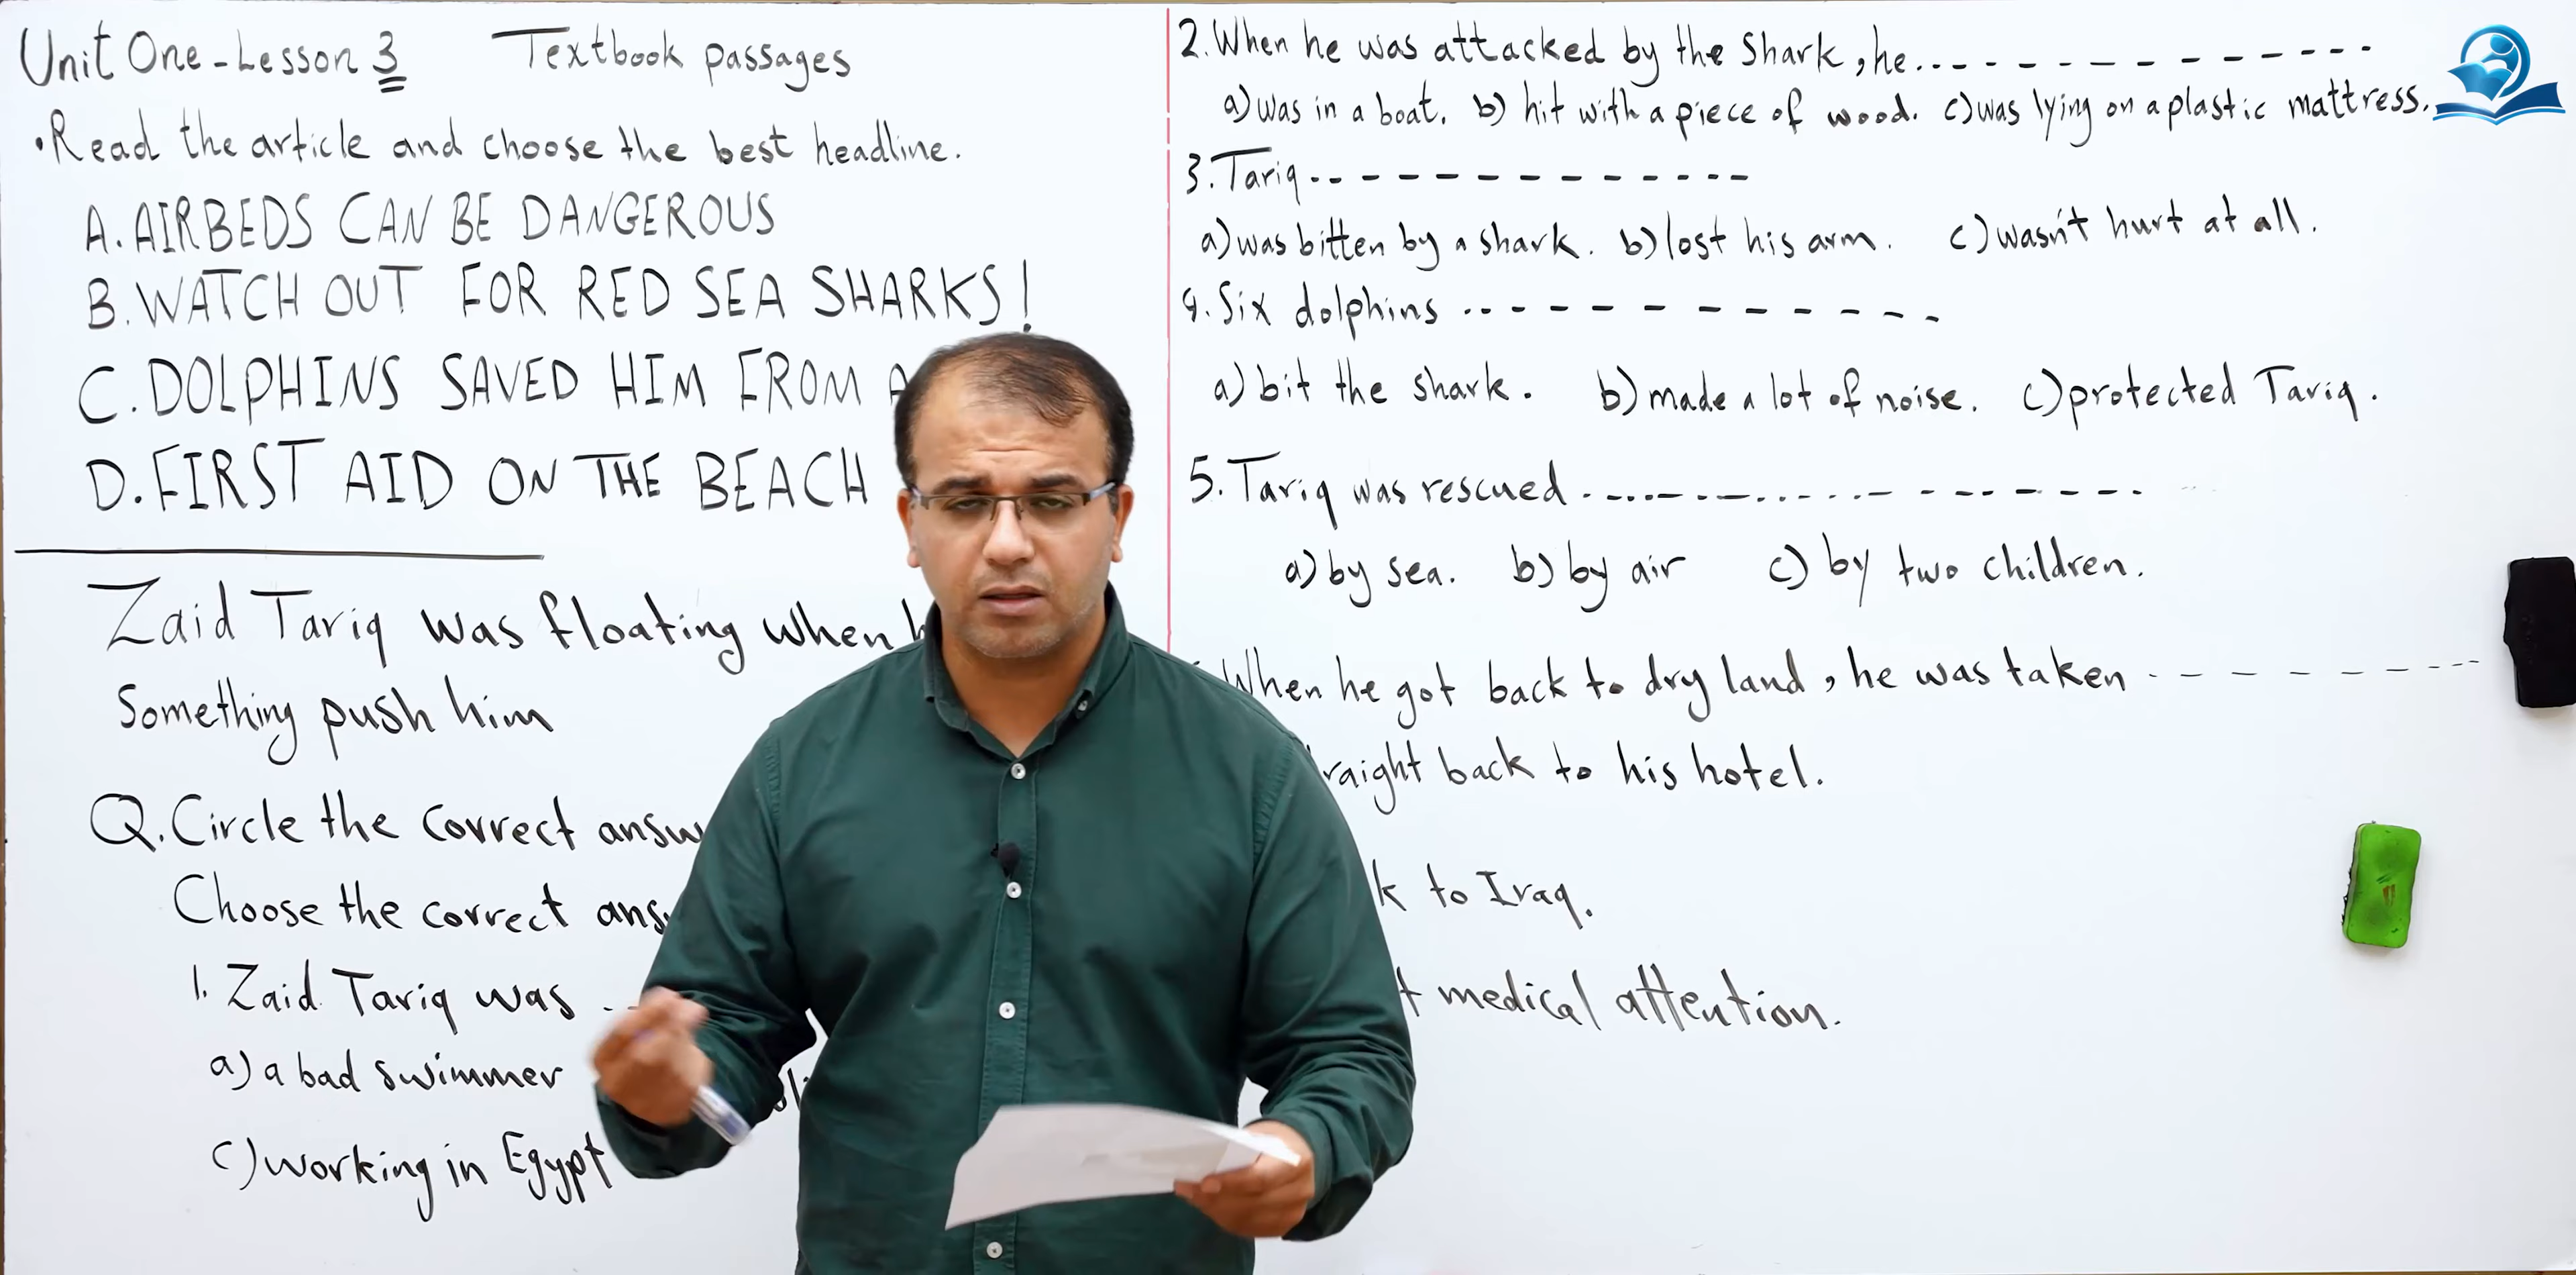 Unit One - Lesson 3 Textbook passages
• Read the article and choose the best headline.
A. AIRBEDS CAN BE DANGEROUS
B. WATCH OUT FOR RED SEA SHARKS!
C. DOLPHINS SAVED HIM FROM
D. FIRST AID ON THE BEACH
Zaid Tariq was floating when
Something push him
Q. Circle the correct
Choose the correct
1. Zaid Tariq was
a) a bad swimmer
c) working in Egypt
2. When he was attacked by the Shark, he
a) was in a boat. b) hit with a piece of wood. c) was lying on a plastic mattress.
3. Tariq
a) was bitten by a shark. b) lost his arm. c) wasn't hurt at all.
4. Six dolphins
a) bit the shark. b) made a lot of noise. c) protected Tariq.
5. Tariq was rescued
a) by sea. b) by air c) by two children.
When he got back to dry land, he was taken
back to his hotel.
to Iraq.
medical attention.